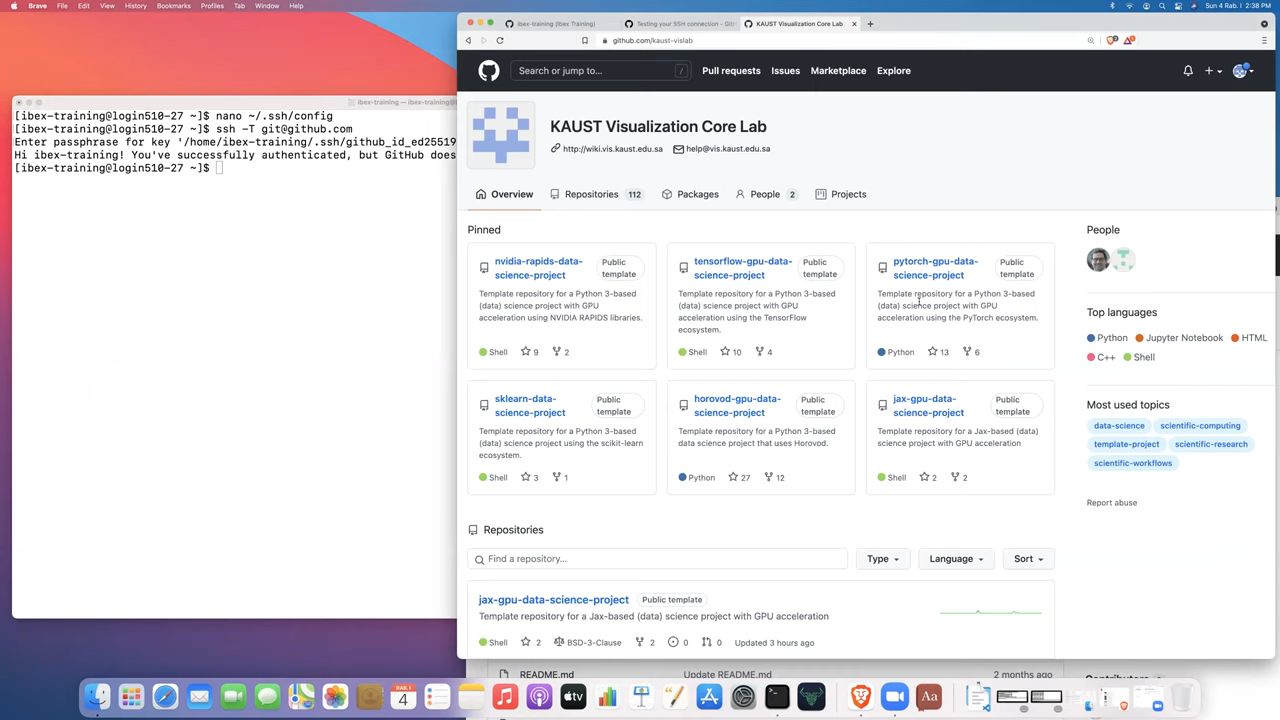 Brave File Edit View History Bookmarks Profiles Tab Window Help
Sun 4 Rab. I 2:38 PM
ibex-training (Ibex Training)
Testing your SSH connection - Git
KAUST Visualization Core Lab
github.com/kaust-vislab
ibex-training — ibex-training@
[ibex-training@login510-27 ~]$ nano ~/.ssh/config
[ibex-training@login510-27 ~]$ ssh -T git@github.com
Enter passphrase for key '/home/ibex-training/.ssh/github_id_ed25519
Hi ibex-training! You've successfully authenticated, but GitHub does
[ibex-training@login510-27 ~]$
Search or jump to... /
Pull requests Issues Marketplace Explore
KAUST Visualization Core Lab
http://wiki.vis.kaust.edu.sa help@vis.kaust.edu.sa
Overview Repositories 112 Packages People 2 Projects
Pinned
nvidia-rapids-data-
science-project
Public
template
Template repository for a Python 3-based
(data) science project with GPU
acceleration using NVIDIA RAPIDS libraries.
Shell 9 2
tensorflow-gpu-data-
science-project
Public
template
Template repository for a Python 3-based
(data) science project with GPU
acceleration using the TensorFlow
ecosystem.
Shell 10 4
pytorch-gpu-data-
science-project
Public
template
Template repository for a Python 3-based
(data) science project with GPU
acceleration using the PyTorch ecosystem.
Python 13 6
sklearn-data-
science-project
Public
template
Template repository for a Python 3-based
(data) science project using the scikit-learn
ecosystem.
Shell 3 1
horovod-gpu-data-
science-project
Public
template
Template repository for a Python 3-based
data science project that uses Horovod.
Python 27 12
jax-gpu-data-
science-project
Public
template
Template repository for a Jax-based (data)
science project with GPU acceleration
Shell 2 2
People
Top languages
Python Jupyter Notebook HTML
C++ Shell
Most used topics
data-science scientific-computing
template-project scientific-research
scientific-workflows
Report abuse
Repositories
Find a repository...
Type Language Sort
jax-gpu-data-science-project Public template
Template repository for a Jax-based (data) science project with GPU acceleration
Shell 2 BSD-3-Clause 2 0 0 Updated 3 hours ago
README.md Update README.md 2 months ago
RAB. I
4
Aa